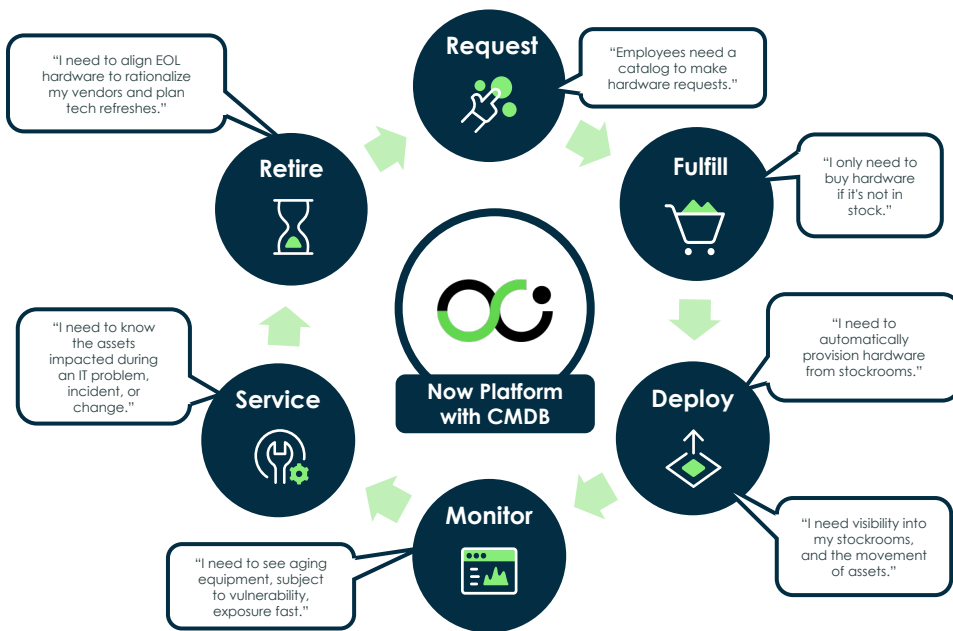 Request
“Employees need a
catalog to make
hardware requests.”
Fulfill
“I only need to
buy hardware
if it's not in
stock.”
Deploy
“I need to
automatically
provision hardware
from stockrooms.”
“I need visibility into
my stockrooms,
and the movement
of assets.”
Monitor
“I need to see aging
equipment, subject
to vulnerability,
exposure fast.”
Service
“I need to know
the assets
impacted during
an IT problem,
incident, or
change.”
Retire
“I need to align EOL
hardware to rationalize
my vendors and plan
tech refreshes.”
Now Platform
with CMDB